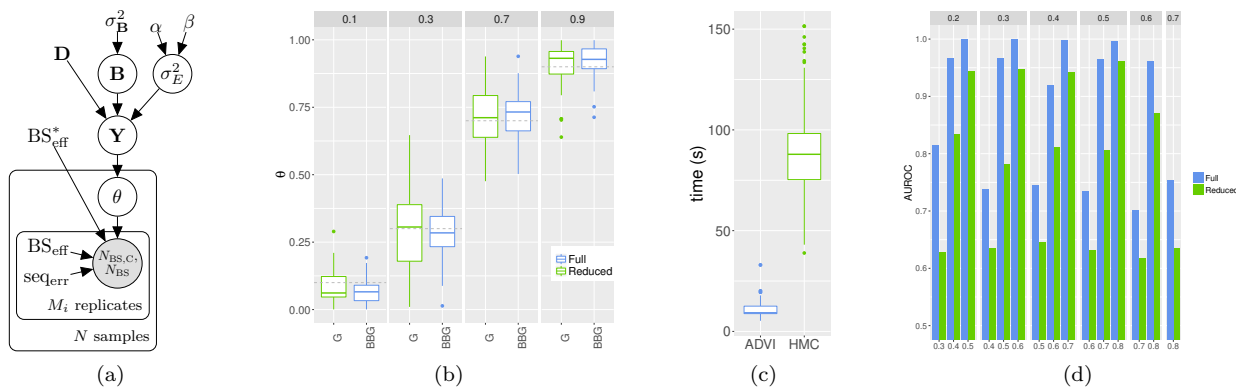 σ²_B α β
D B σ²_E
BS*_eff Y
θ
BS_eff N_BS,C,
seq_err N_BS
M_i replicates
N samples
(a)
0.1 0.3 0.7 0.9
1.00
0.75
0.50
0.25
0.00
θ
Full
Reduced
G BBG G BBG G BBG G BBG
(b)
150
100
50
0
time (s)
ADVI HMC
(c)
0.2 0.3 0.4 0.5 0.6 0.7
1.0
0.9
0.8
0.7
0.6
0.5
AUROC
Full
Reduced
0.3 0.4 0.5 0.4 0.5 0.6 0.5 0.6 0.7 0.6 0.7 0.8 0.7 0.8 0.8
(d)